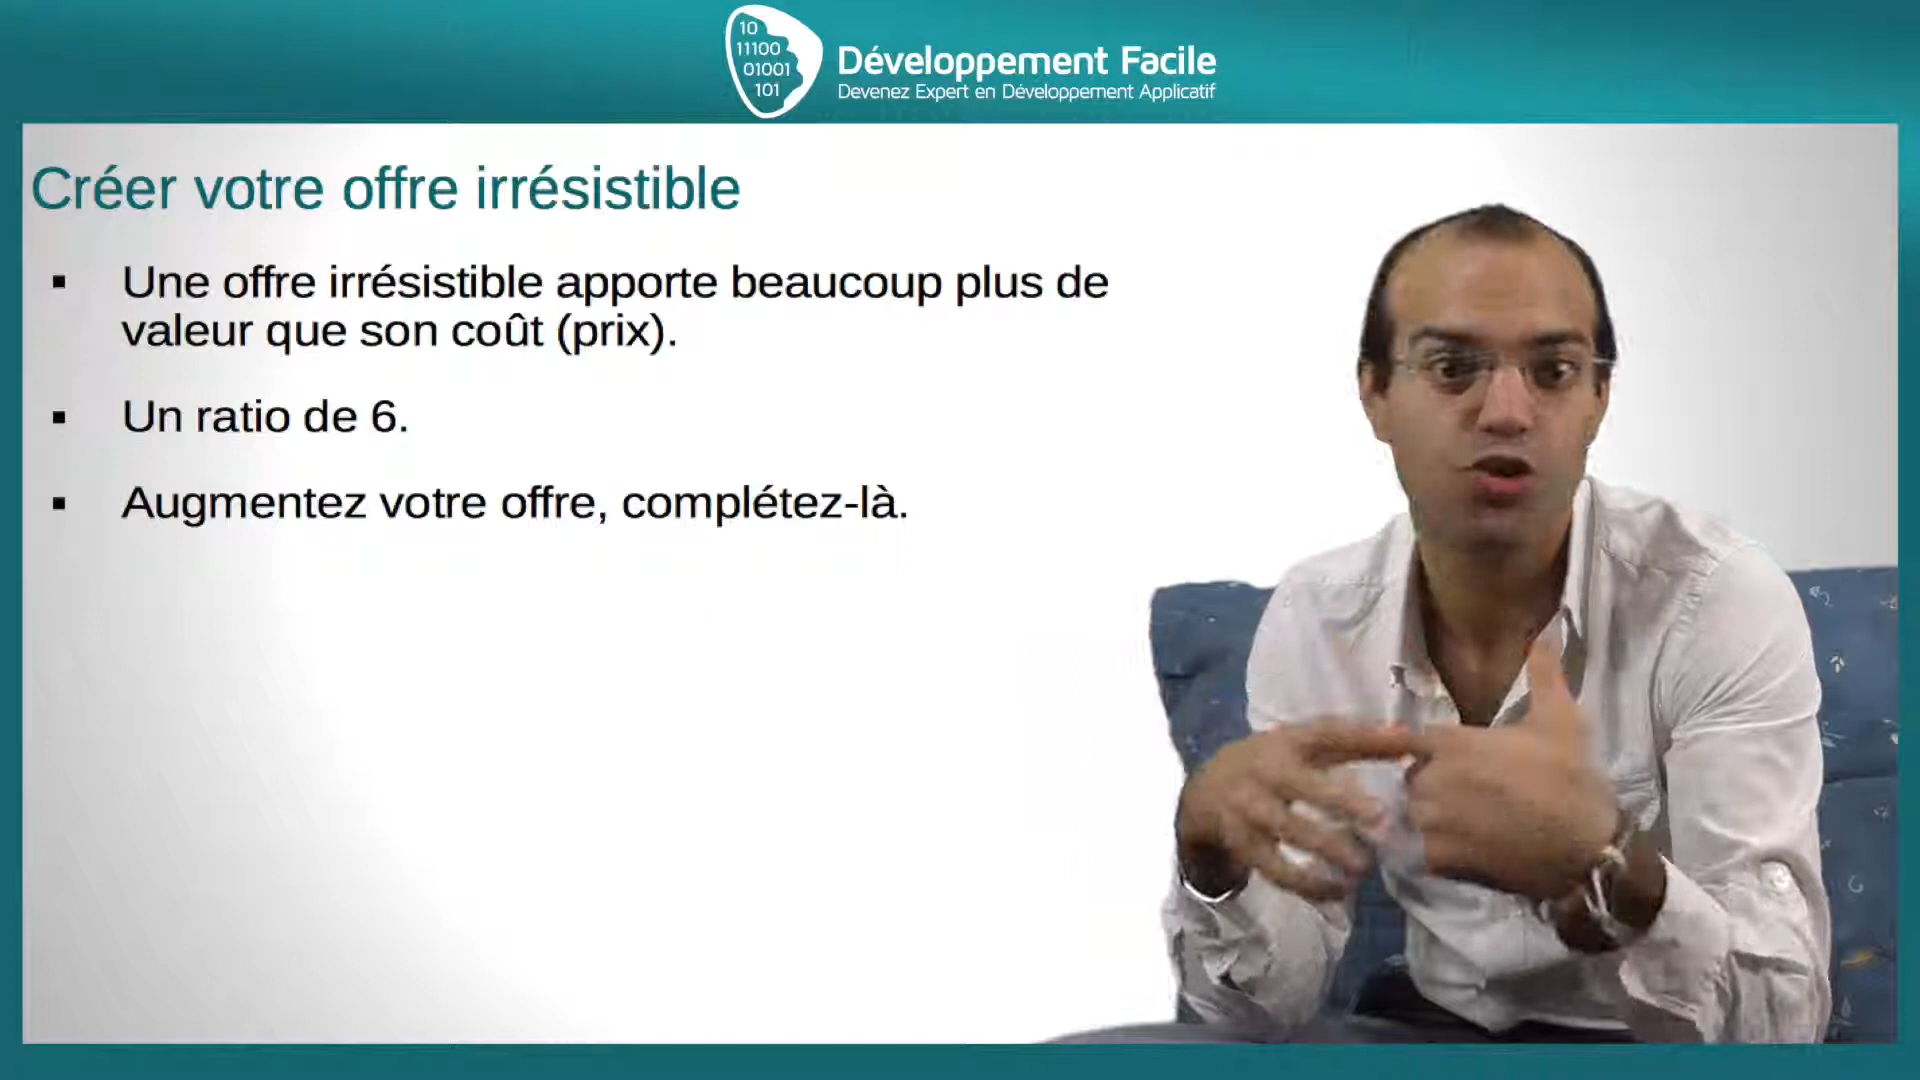 10
11100
01001
101
Développement Facile
Devenez Expert en Développement Applicatif
Créer votre offre irrésistible
▪ Une offre irrésistible apporte beaucoup plus de
valeur que son coût (prix).
▪ Un ratio de 6.
▪ Augmentez votre offre, complétez-là.